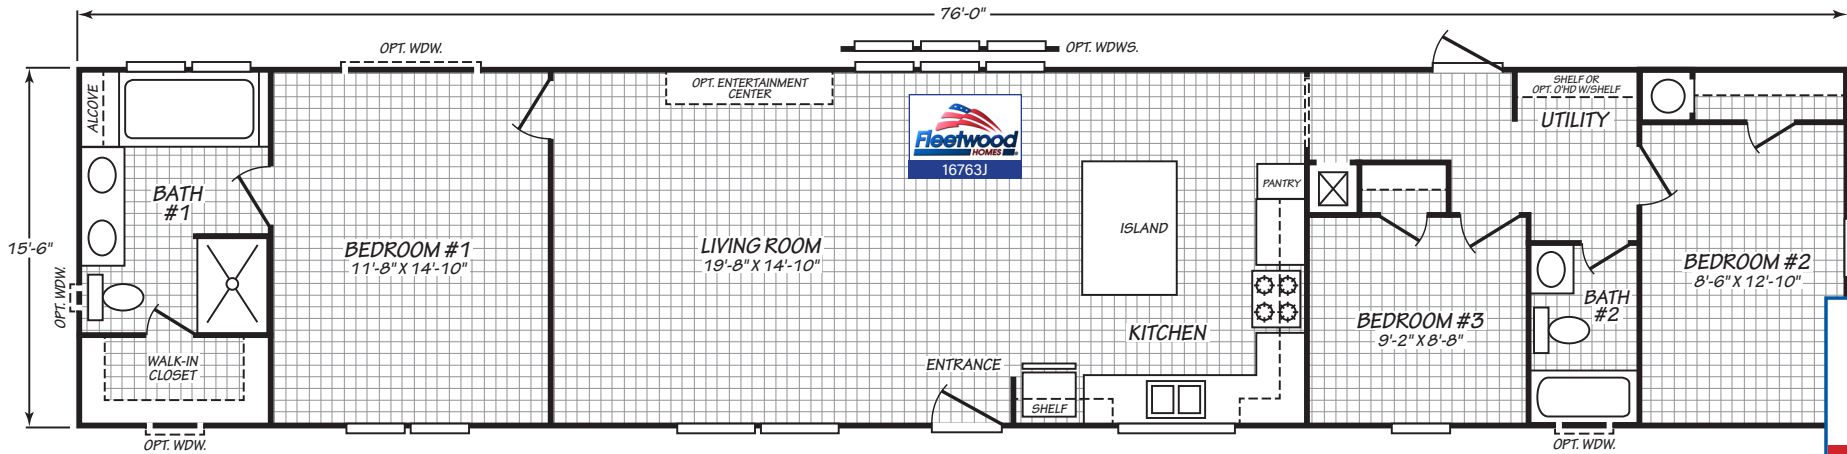 76'-0"
OPT. WDW.
OPT. WDWS.
ALCOVE
OPT. ENTERTAINMENT
CENTER
Fleetwood
HOMES
16763J
SHELF OR
OPT. O'HD W/SHELF
UTILITY
BATH
#1
PANTRY
ISLAND
15'-6"
BEDROOM #1
11'-8" X 14'-10"
LIVING ROOM
19'-8" X 14'-10"
BEDROOM #2
8'-6" X 12'-10"
OPT. WDW.
BATH
#2
KITCHEN
BEDROOM #3
9'-2" X 8'-8"
WALK-IN
CLOSET
ENTRANCE
SHELF
OPT. WDW.
OPT. WDW.